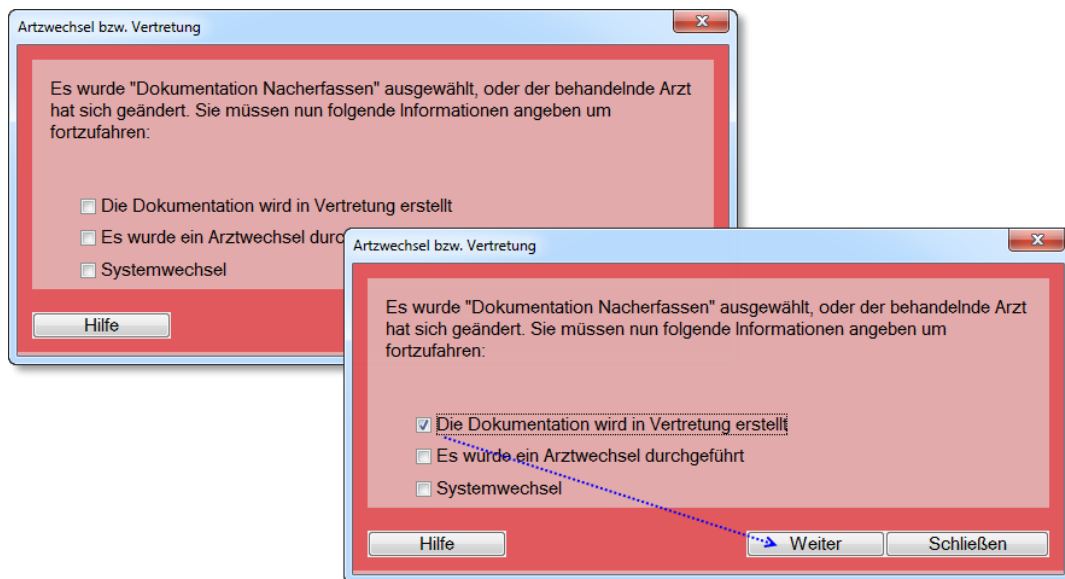 Artzwechsel bzw. Vertretung
Es wurde "Dokumentation Nacherfassen" ausgewählt, oder der behandelnde Arzt
hat sich geändert. Sie müssen nun folgende Informationen angeben um
fortzufahren:
Die Dokumentation wird in Vertretung erstellt
Es wurde ein Arztwechsel durc
Systemwechsel
Hilfe
Artzwechsel bzw. Vertretung
Es wurde "Dokumentation Nacherfassen" ausgewählt, oder der behandelnde Arzt
hat sich geändert. Sie müssen nun folgende Informationen angeben um
fortzufahren:
Die Dokumentation wird in Vertretung erstellt
Es wurde ein Arztwechsel durchgeführt
Systemwechsel
Hilfe Weiter Schließen